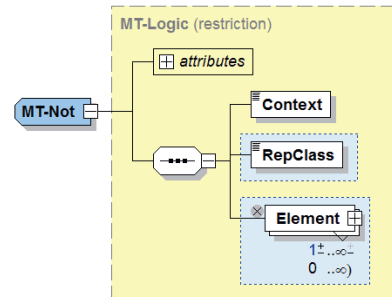 MT-Logic (restriction)
attributes
MT-Not
Context
RepClass
Element
1±..∞±
0 ..∞)